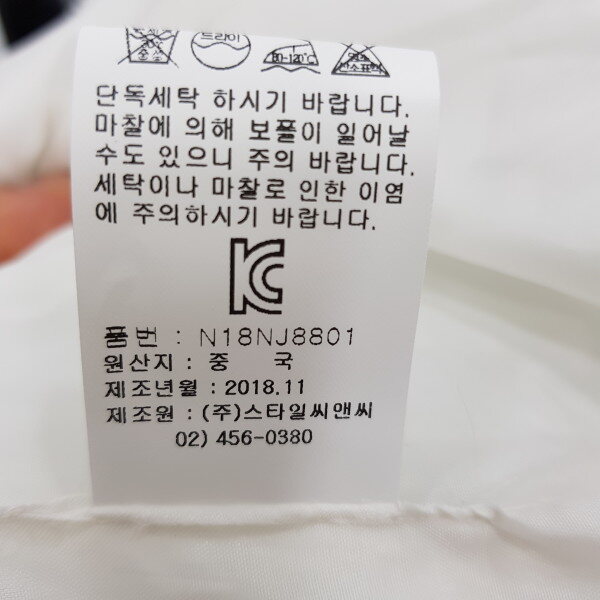 드라이
80~120℃
단독세탁 하시기 바랍니다.
마찰에 의해 보풀이 일어날
수도 있으니 주의 바랍니다.
세탁이나 마찰로 인한 이염
에 주의하시기 바랍니다.
KC
품번 : N18NJ8801
원산지 : 중 국
제조년월 : 2018.11
제조원 : (주)스타일씨앤씨
02) 456-0380